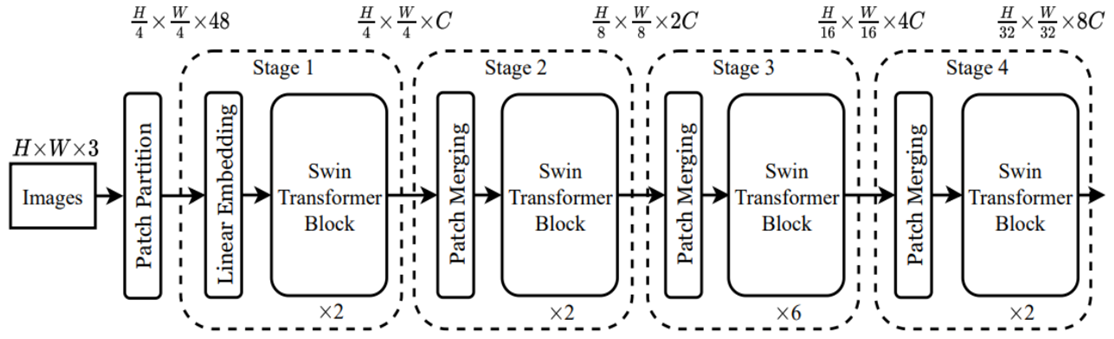 H/4 × W/4 × 48
H/4 × W/4 × C
H/8 × W/8 × 2C
H/16 × W/16 × 4C
H/32 × W/32 × 8C
Stage 1
Stage 2
Stage 3
Stage 4
H×W×3
Images
Patch Partition
Linear Embedding
Swin
Transformer
Block
×2
Patch Merging
Swin
Transformer
Block
×2
Patch Merging
Swin
Transformer
Block
×6
Patch Merging
Swin
Transformer
Block
×2